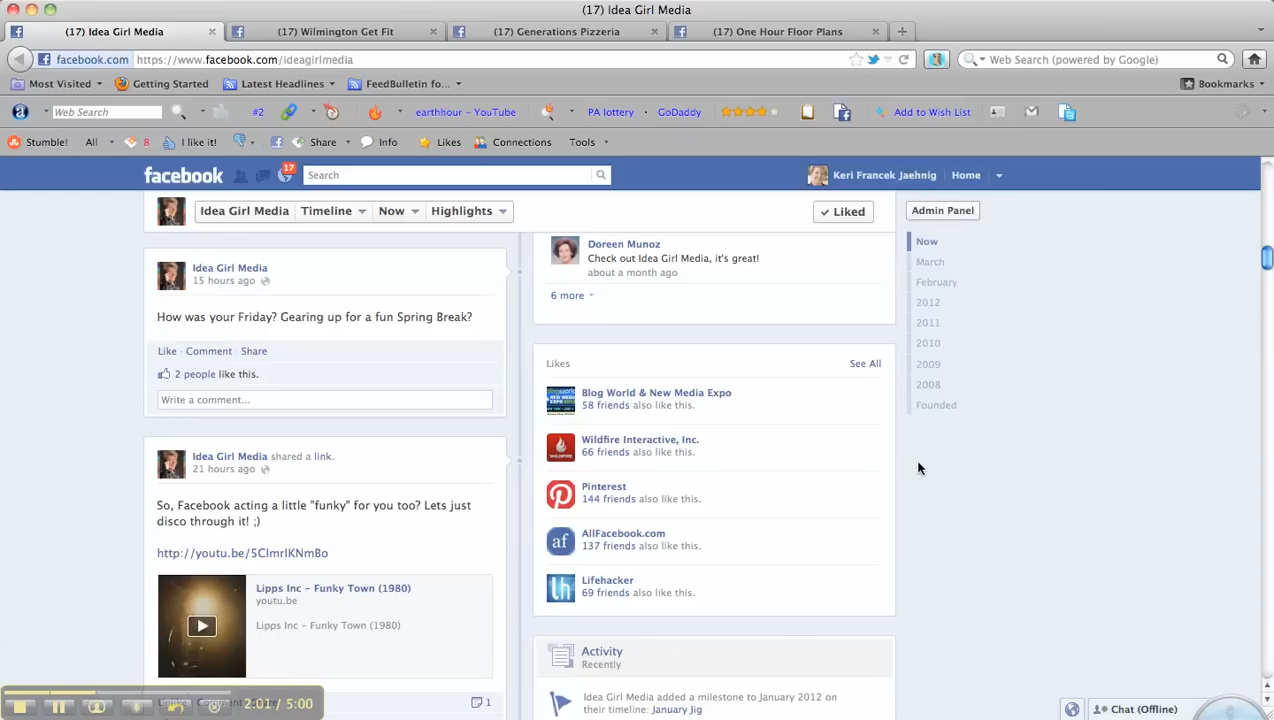 (17) Idea Girl Media
(17) Idea Girl Media
(17) Wilmington Get Fit
(17) Generations Pizzeria
(17) One Hour Floor Plans
facebook.com https://www.facebook.com/ideagirlmedia
Web Search (powered by Google)
Most Visited
Getting Started
Latest Headlines
FeedBulletin fo...
Bookmarks
Web Search
#2
earthhour – YouTube
PA lottery
GoDaddy
Add to Wish List
Stumble!
All
8
I like it!
Share
Info
Likes
Connections
Tools
facebook
17
Search
Keri Francek Jaehnig
Home
Idea Girl Media
Timeline
Now
Highlights
Liked
Admin Panel
Now
March
February
2012
2011
2010
2009
2008
Founded
Idea Girl Media
15 hours ago
How was your Friday? Gearing up for a fun Spring Break?
Like · Comment · Share
2 people like this.
Write a comment...
Idea Girl Media shared a link.
21 hours ago
So, Facebook acting a little "funky" for you too? Lets just
disco through it! ;)
http://youtu.be/5CImrIKNmBo
Lipps Inc – Funky Town (1980)
youtu.be
Lipps Inc – Funky Town (1980)
1
Doreen Munoz
Check out Idea Girl Media, it's great!
about a month ago
6 more
Likes
See All
Blog World & New Media Expo
58 friends also like this.
Wildfire Interactive, Inc.
66 friends also like this.
Pinterest
144 friends also like this.
AllFacebook.com
af
137 friends also like this.
Lifehacker
lh
69 friends also like this.
Activity
Recently
Idea Girl Media added a milestone to January 2012 on
their timeline: January Jig
2:01 / 5:00
Chat (Offline)